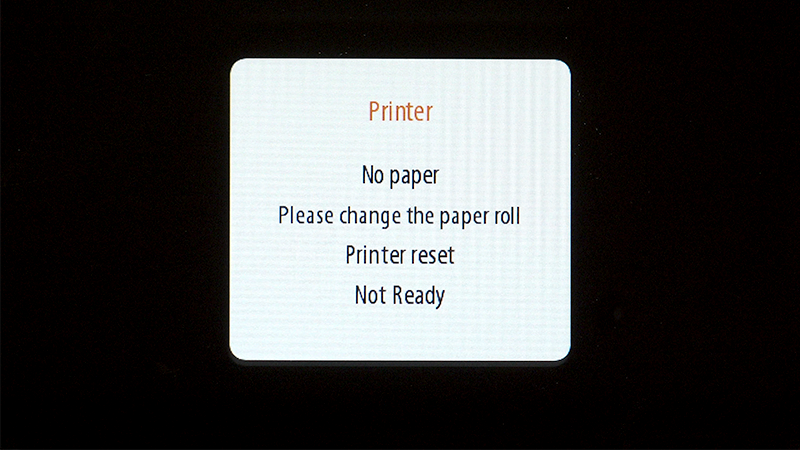 Printer
No paper
Please change the paper roll
Printer reset
Not Ready